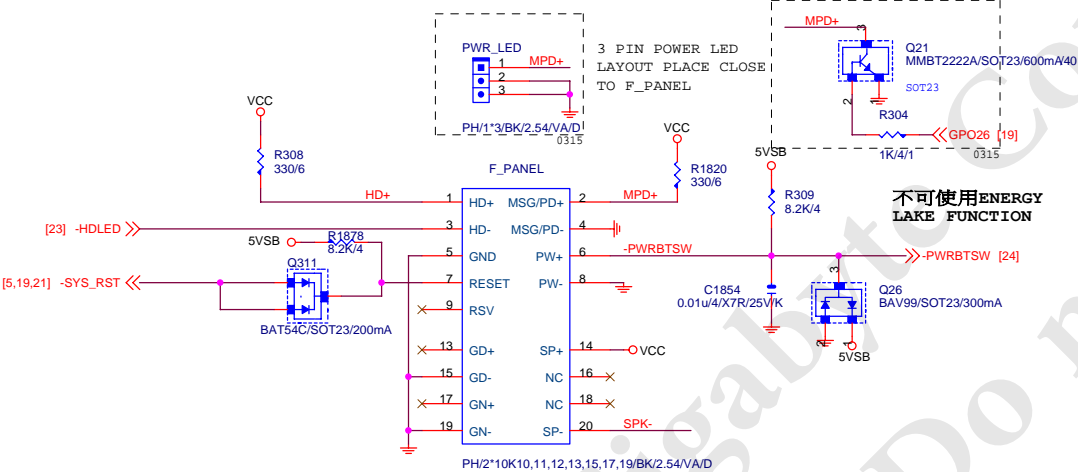 MPD+
3
Q21
MMBT2222A/SOT23/600mA/40
SOT23
2
1
R304
GPO26 [19]
1K/4/1
0315
PWR_LED
1 MPD+
2
3
3 PIN POWER LED
LAYOUT PLACE CLOSE
TO F_PANEL
PH/1*3/BK/2.54/VA/D
0315
VCC
R308
330/6
F_PANEL
VCC
R1820
330/6
5VSB
R309
8.2K/4
不可使用ENERGY
LAKE FUNCTION
HD+ 1 HD+ MSG/PD+ 2 MPD+
[23] -HDLED 3 HD- MSG/PD- 4
5VSB R1878
8.2K/4
5 GND PW+ 6 -PWRBTSW
-PWRBTSW [24]
Q311
[5,19,21] -SYS_RST 7 RESET PW- 8
BAT54C/SOT23/200mA
9 RSV
C1854
0.01u/4/X7R/25V/K
3
Q26
BAV99/SOT23/300mA
2
1
5VSB
13 GD+ SP+ 14 VCC
15 GD- NC 16
17 GN+ NC 18
19 GN- SP- 20 SPK-
PH/2*10K10,11,12,13,15,17,19/BK/2.54/VA/D